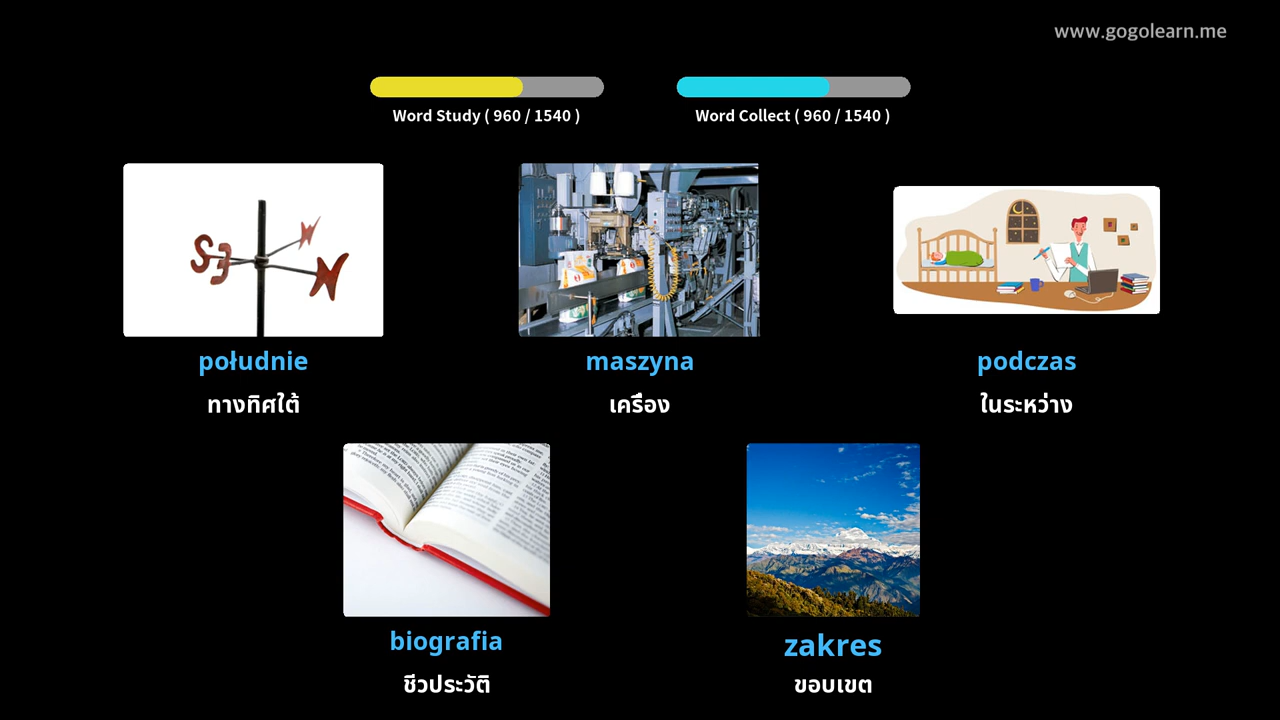 www.gogolearn.me
Word Study ( 960 / 1540 )
Word Collect ( 960 / 1540 )
południe
maszyna
podczas
ทางทิศใต้
เครื่อง
ในระหว่าง
biografia
zakres
ชีวประวัติ
ขอบเขต